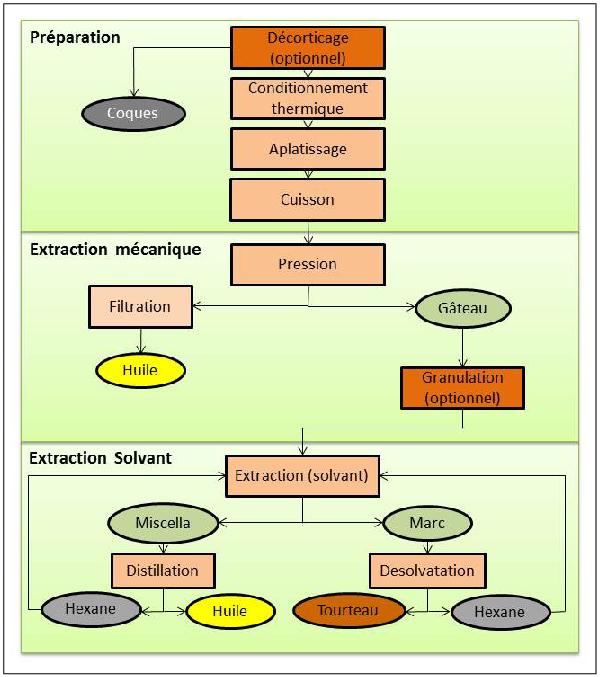 Préparation
Décorticage
(optionnel)
Conditionnement
thermique
Coques
Aplatissage
Cuisson
Extraction mécanique
Pression
Filtration
Gâteau
Huile
Granulation
(optionnel)
Extraction Solvant
Extraction (solvant)
Miscella
Marc
Distillation
Desolvatation
Hexane
Huile
Tourteau
Hexane